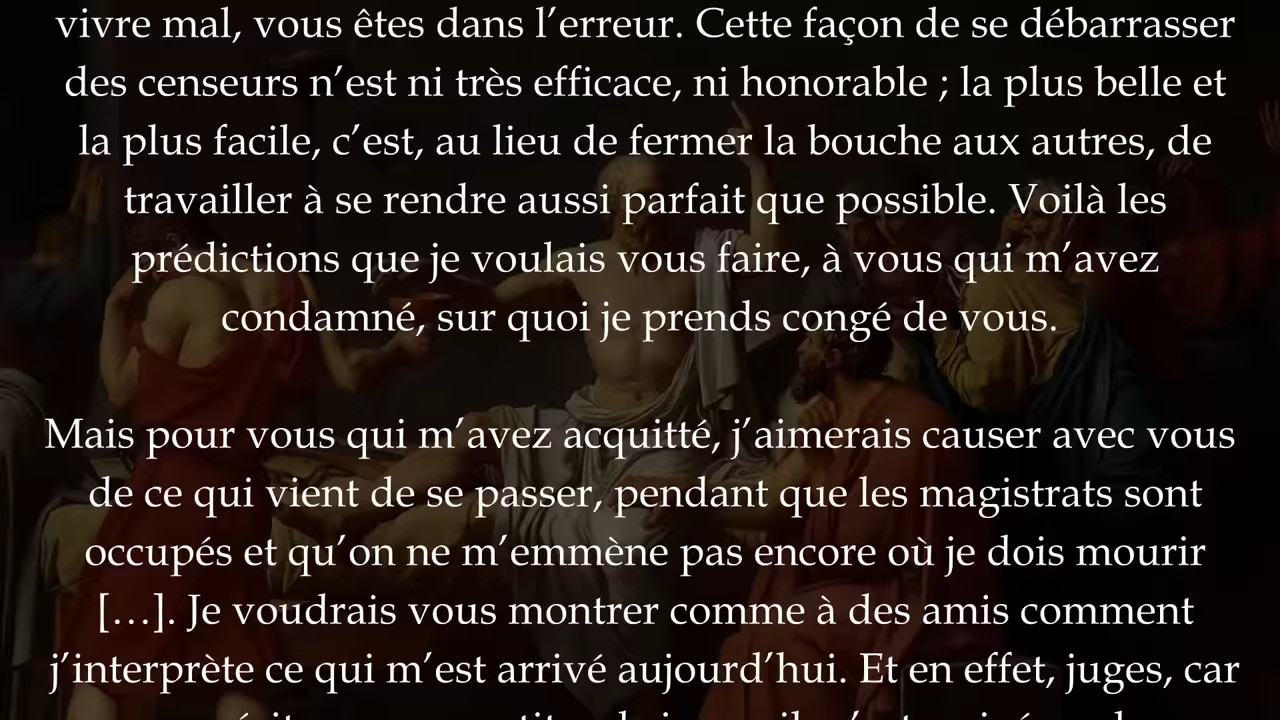 vivre mal, vous êtes dans l’erreur. Cette façon de se débarrasser
des censeurs n’est ni très efficace, ni honorable ; la plus belle et
la plus facile, c’est, au lieu de fermer la bouche aux autres, de
travailler à se rendre aussi parfait que possible. Voilà les
prédictions que je voulais vous faire, à vous qui m’avez
condamné, sur quoi je prends congé de vous.
Mais pour vous qui m’avez acquitté, j’aimerais causer avec vous
de ce qui vient de se passer, pendant que les magistrats sont
occupés et qu’on ne m’emmène pas encore où je dois mourir
[…]. Je voudrais vous montrer comme à des amis comment
j’interprète ce qui m’est arrivé aujourd’hui. Et en effet, juges, car